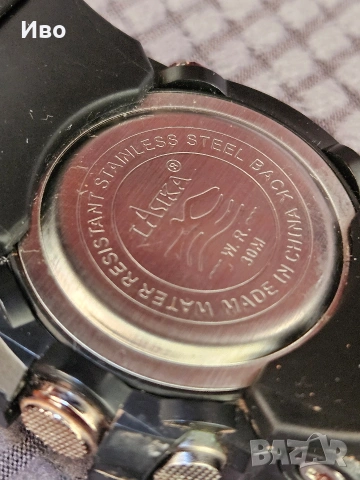 Иво
WATER RESISTANT STAINLESS STEEL BACK
MADE IN CHINA
LASIKA®
W.R.
30M
BAZAR